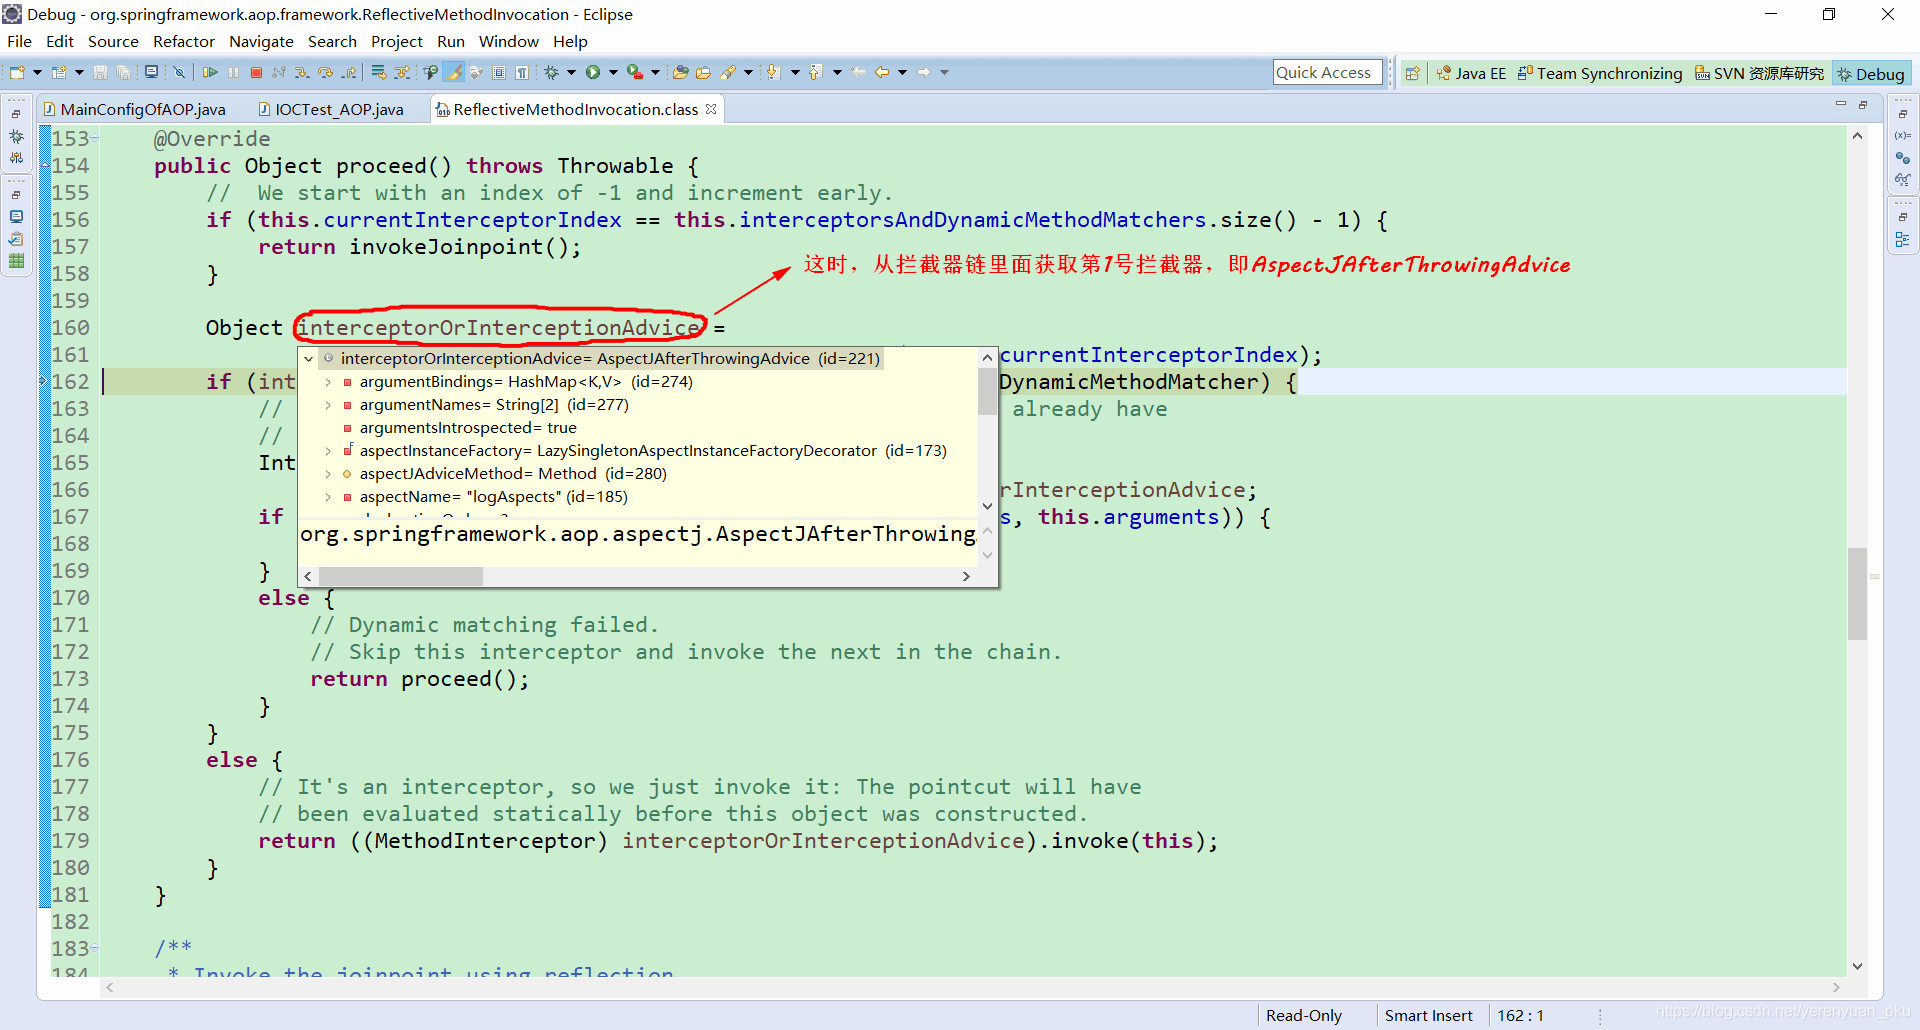 Debug - org.springframework.aop.framework.ReflectiveMethodInvocation - Eclipse
File Edit Source Refactor Navigate Search Project Run Window Help
Quick Access
Java EE Team Synchronizing SVN 资源库研究 Debug
MainConfigOfAOP.java IOCTest_AOP.java ReflectiveMethodInvocation.class
153 @Override
154 public Object proceed() throws Throwable {
155 // We start with an index of -1 and increment early.
156 if (this.currentInterceptorIndex == this.interceptorsAndDynamicMethodMatchers.size() - 1) {
157 return invokeJoinpoint();
这时，从拦截器链里面获取第1号拦截器，即AspectJAfterThrowingAdvice
158 }
159
160 Object interceptorOrInterceptionAdvice =
161 currentInterceptorIndex);
interceptorOrInterceptionAdvice= AspectJAfterThrowingAdvice (id=221)
162 if (int DynamicMethodMatcher) {
argumentBindings= HashMap<K,V> (id=274)
163 // already have
argumentNames= String[2] (id=277)
164 //
argumentsIntrospected= true
165 Int
aspectInstanceFactory= LazySingletonAspectInstanceFactoryDecorator (id=173)
aspectJAdviceMethod= Method (id=280)
166 rInterceptionAdvice;
aspectName= "logAspects" (id=185)
167 if s, this.arguments)) {
168
org.springframework.aop.aspectj.AspectJAfterThrowing
169 }
170 else {
171 // Dynamic matching failed.
172 // Skip this interceptor and invoke the next in the chain.
173 return proceed();
174 }
175 }
176 else {
177 // It's an interceptor, so we just invoke it: The pointcut will have
178 // been evaluated statically before this object was constructed.
179 return ((MethodInterceptor) interceptorOrInterceptionAdvice).invoke(this);
180 }
181 }
182
183 /**
184 * Invoke the joinpoint using reflection
Read-Only Smart Insert 162 : 1
https://blog.csdn.net/yerenyuan_pku